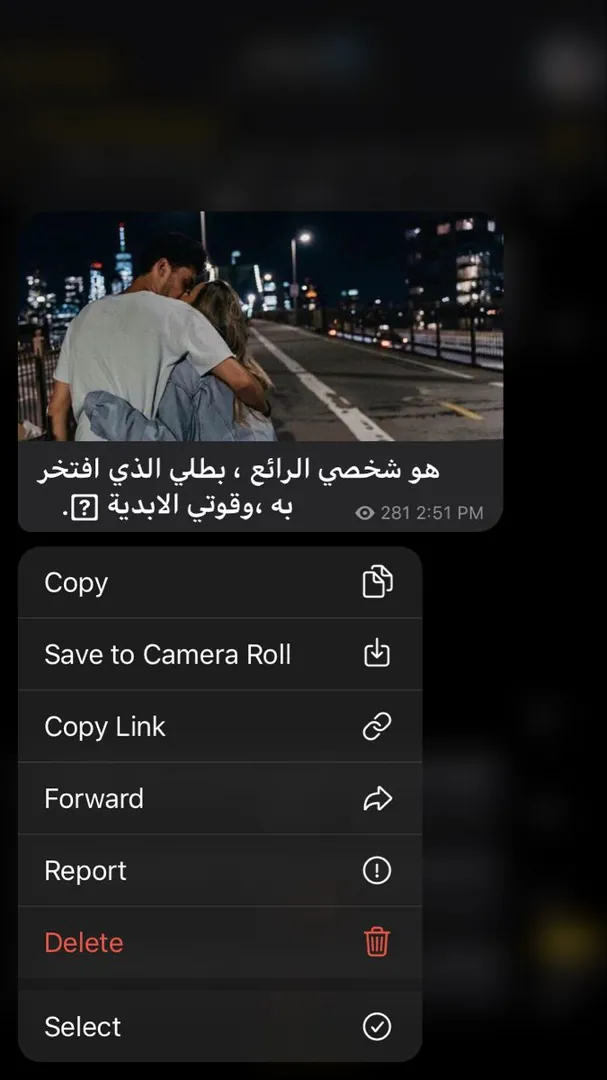 هو شخصي الرائع ، بطلي الذي افتخر
به ،وقوتي الابدية ⍰.
281 2:51 PM
Copy
Save to Camera Roll
Copy Link
Forward
Report
Delete
Select